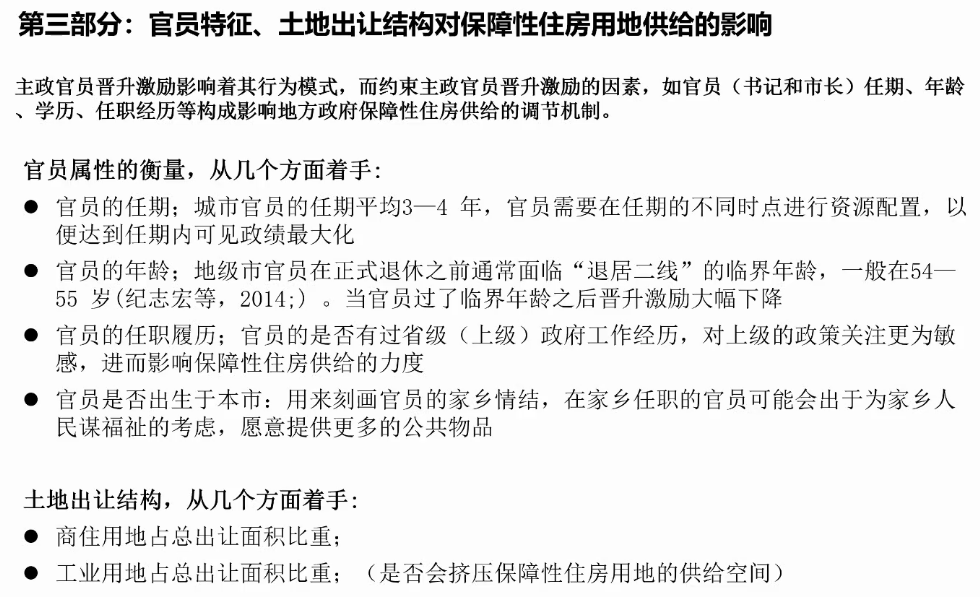 第三部分：官员特征、土地出让结构对保障性住房用地供给的影响
主政官员晋升激励影响着其行为模式，而约束主政官员晋升激励的因素，如官员（书记和市长）任期、年龄
、学历、任职经历等构成影响地方政府保障性住房供给的调节机制。
官员属性的衡量，从几个方面着手：
● 官员的任期；城市官员的任期平均3—4 年，官员需要在任期的不同时点进行资源配置，以
便达到任期内可见政绩最大化
● 官员的年龄；地级市官员在正式退休之前通常面临“退居二线”的临界年龄，一般在54—
55 岁(纪志宏等，2014;) 。当官员过了临界年龄之后晋升激励大幅下降
● 官员的任职履历；官员的是否有过省级（上级）政府工作经历，对上级的政策关注更为敏
感，进而影响保障性住房供给的力度
● 官员是否出生于本市：用来刻画官员的家乡情结，在家乡任职的官员可能会出于为家乡人
民谋福祉的考虑，愿意提供更多的公共物品
土地出让结构，从几个方面着手：
● 商住用地占总出让面积比重；
● 工业用地占总出让面积比重；（是否会挤压保障性住房用地的供给空间）